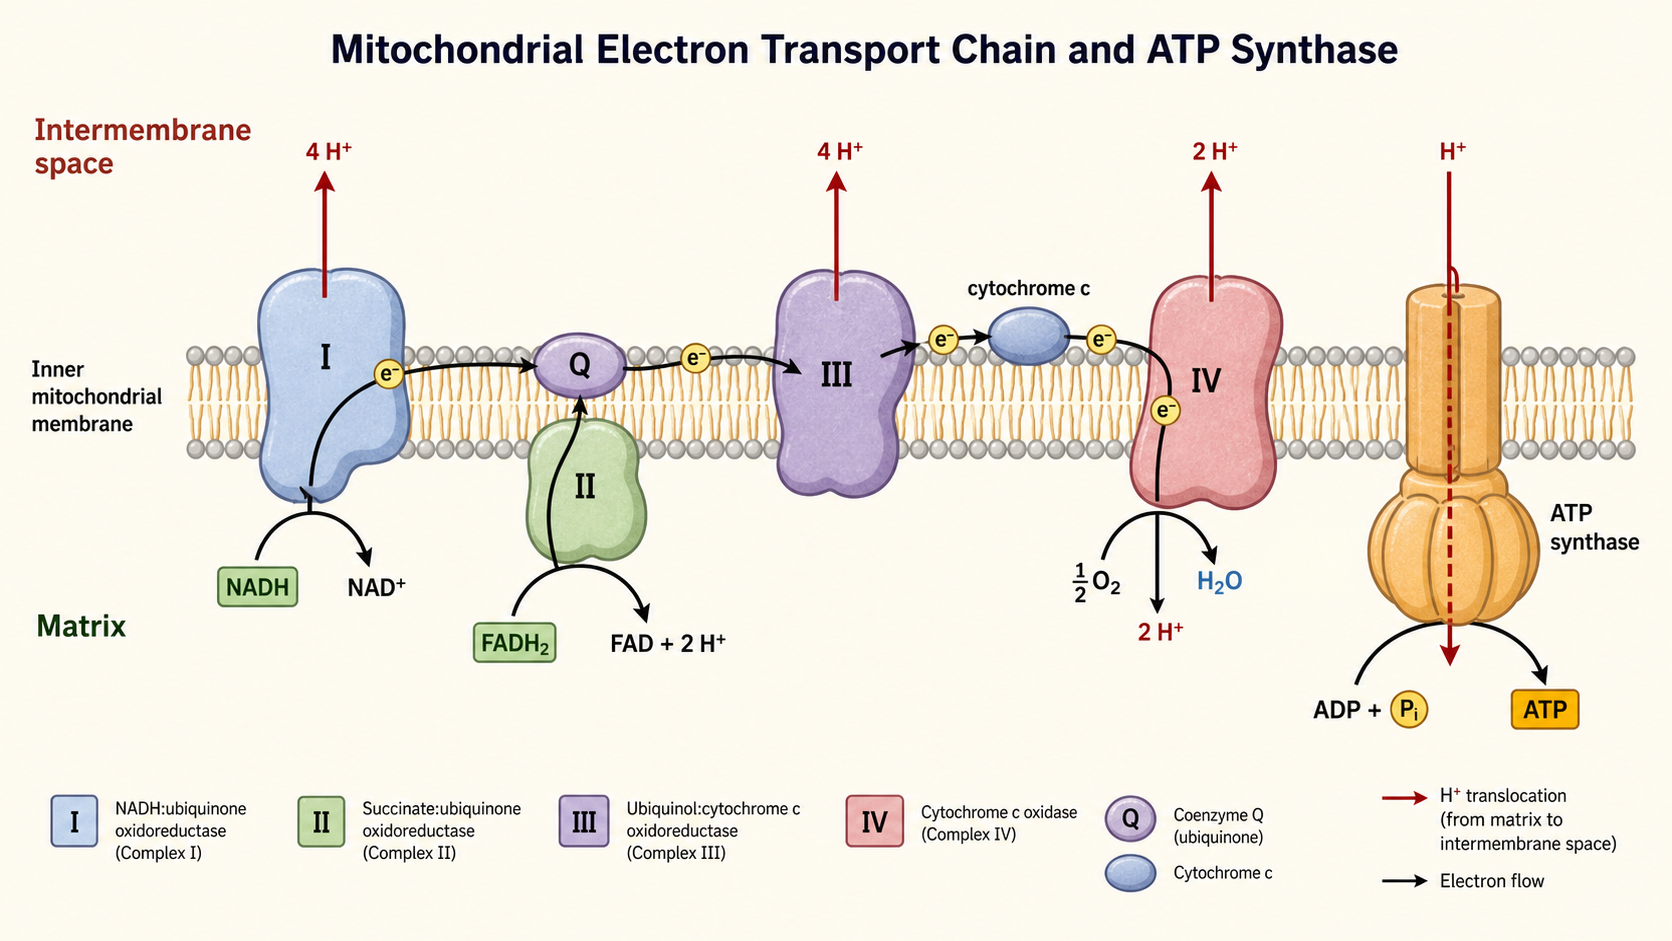 Mitochondrial Electron Transport Chain and ATP Synthase
Intermembrane
space
4 H⁺
4 H⁺
2 H⁺
H⁺
cytochrome c
I
e⁻
Q
e⁻
III
e⁻
e⁻
IV
e⁻
Inner
mitochondrial
membrane
II
ATP
synthase
NADH
NAD⁺
½O₂
H₂O
Matrix
2 H⁺
FADH₂
FAD + 2 H⁺
ADP + Pᵢ
ATP
I
NADH:ubiquinone
oxidoreductase
(Complex I)
II
Succinate:ubiquinone
oxidoreductase
(Complex II)
III
Ubiquinol:cytochrome c
oxidoreductase
(Complex III)
IV
Cytochrome c oxidase
(Complex IV)
Q
Coenzyme Q
(ubiquinone)
Cytochrome c
H⁺ translocation
(from matrix to
intermembrane space)
Electron flow